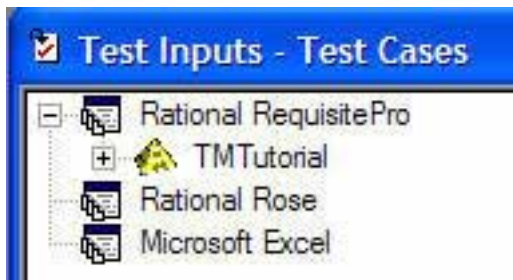 Test Inputs - Test Cases
Rational RequisitePro
TMTutorial
Rational Rose
Microsoft Excel